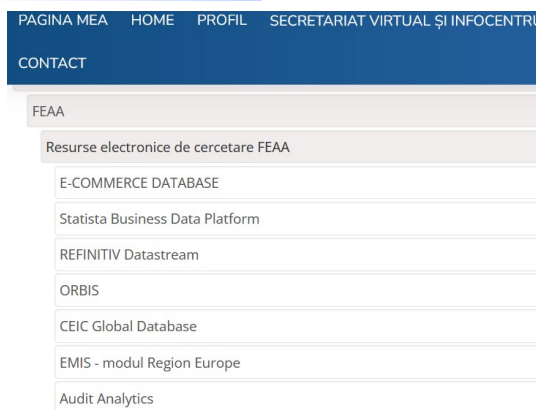 PAGINA MEA HOME PROFIL SECRETARIAT VIRTUAL ȘI
CONTACT
FEAA
Resurse electronice de cercetare FEAA
E-COMMERCE DATABASE
Statista Business Data Platform
REFINITIV Datastream
ORBIS
CEIC Global Database
EMIS - modul Region Europe
Audit Analytics